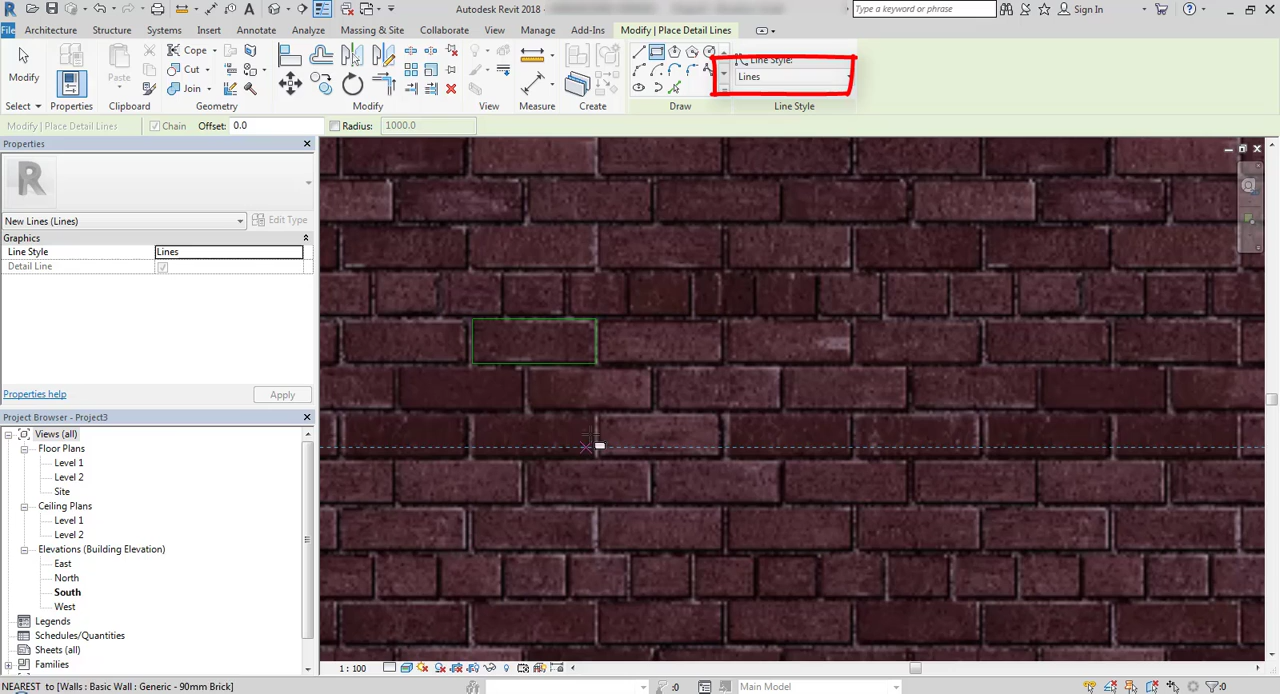 Autodesk Revit 2018 -
Type a keyword or phrase
Sign In
File Architecture Structure Systems Insert Annotate Analyze Massing & Site Collaborate View Manage Add-Ins Modify | Place Detail Lines
Modify
Paste
Cope
Cut
Join
Line Style:
Lines
Select Properties Clipboard Geometry Modify View Measure Create Draw Line Style
Modify | Place Detail Lines Chain Offset: 0.0 Radius: 1000.0
Properties
R
New Lines (Lines) Edit Type
Graphics
Line Style Lines
Detail Line
Properties help Apply
Project Browser - Project3
Views (all)
Floor Plans
Level 1
Level 2
Site
Ceiling Plans
Level 1
Level 2
Elevations (Building Elevation)
East
North
South
West
Legends
Schedules/Quantities
Sheets (all)
Families
1 : 100
NEAREST to [Walls : Basic Wall : Generic - 90mm Brick] :0 Main Model :0